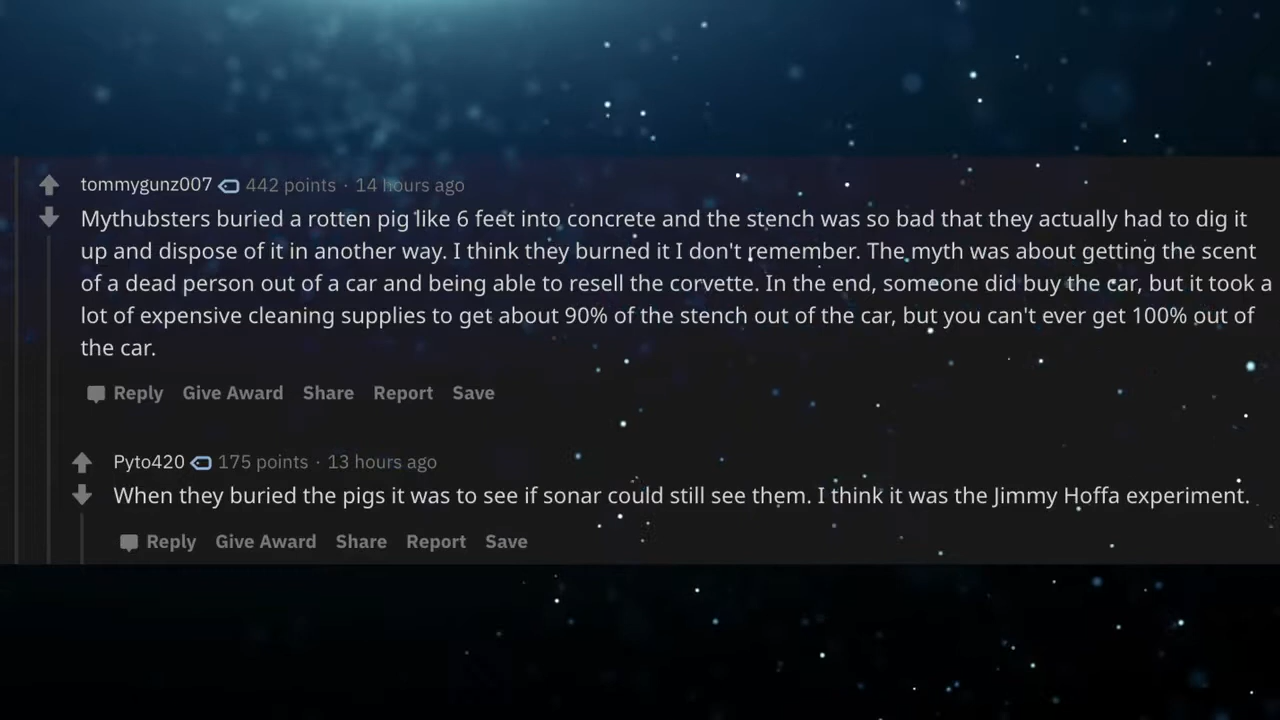 tommygunz007 442 points · 14 hours ago
Mythubsters buried a rotten pig like 6 feet into concrete and the stench was so bad that they actually had to dig it
up and dispose of it in another way. I think they burned it I don't remember. The myth was about getting the scent
of a dead person out of a car and being able to resell the corvette. In the end, someone did buy the car, but it took a
lot of expensive cleaning supplies to get about 90% of the stench out of the car, but you can't ever get 100% out of
the car.
Reply Give Award Share Report Save
Pyto420 175 points · 13 hours ago
When they buried the pigs it was to see if sonar could still see them. I think it was the Jimmy Hoffa experiment.
Reply Give Award Share Report Save